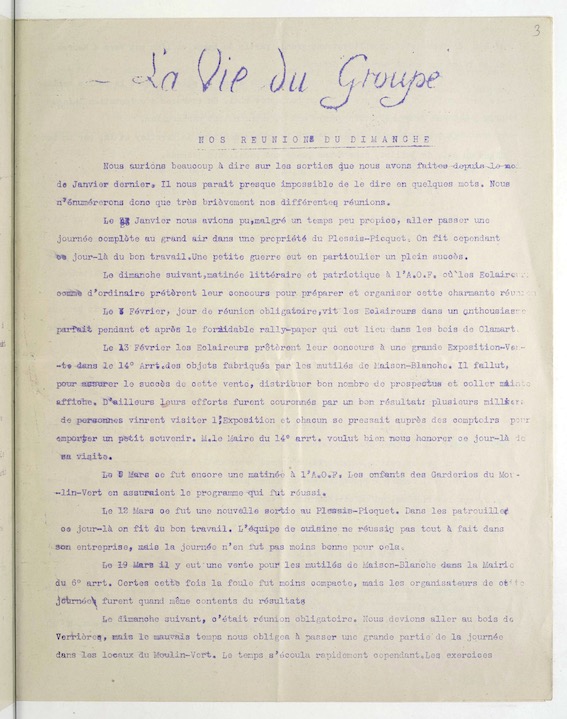 3
- La Vie du Groupe
NOS REUNIONS DU DIMANCHE
Nous aurions beaucoup à dire sur les sorties que nous avons faites depuis le mo
de Janvier dernier. Il nous parait presque impossible de le dire en quelques mots. Nous
n'énumérerons donc que très brièvement nos différentes réunions.
Le Janvier nous avions pu,malgré un temps peu propice, aller passer une
journée complète au grand air dans une propriété du Plessis-Picquet. On fit cependant
ce jour-là du bon travail.Une petite guerre eut en particulier un plein succès.
Le dimanche suivant,matinée littéraire et patriotique à l'A.O.F. où les Eclaireurs
comme d'ordinaire prêtèrent leur concours pour préparer et organiser cette charmante réunion
Le Février, jour de réunion obligatoire,vit les Eclaireurs dans un enthousiasme
parfait pendant et après le formidable rally-paper qui eut lieu dans les bois de Clamart.
Le 13 Février les Eclaireurs prêtèrent leur concours à une grande Exposition-Ven-
-te dans le 14° Arrt.des objets fabriqués par les mutilés de Maison-Blanche. Il fallut,
pour assurer le succès de cette vente, distribuer bon nombre de prospectus et coller mainte
affiche. D'ailleurs leurs efforts furent couronnés par un bon résultat: plusieurs milliers
de personnes vinrent visiter l'Exposition et chacun se pressait auprès des comptoirs pour
emporter un petit souvenir. M.le Maire du 14° arrt. voulut bien nous honorer ce jour-là de
sa visite.
Le Mars ce fut encore une matinée à l'A.O.F. Les enfants des Garderies du Mou-
-lin-Vert en assuraient le programme qui fut réussi.
Le 12 Mars ce fut une nouvelle sortie au Plessis-Picquet. Dans les patrouilles
ce jour-là on fit du bon travail. L'équipe de cuisine ne réussit pas tout à fait dans
son entreprise, mais la journée n'en fut pas moins bonne pour cela.
Le 19 Mars il y eut une vente pour les mutilés de Maison-Blanche dans la Mairie
du 6° arrt. Certes cette fois la foule fut moins compacte, mais les organisateurs de cette
journée furent quand même contents du résultats
Le dimanche suivant, c'était réunion obligatoire. Nous devions aller au bois de
Verrières, mais le mauvais temps nous obligea à passer une grande partie de la journée
dans les locaux du Moulin-Vert. Le temps s'écoula rapidement cependant.Les exercices